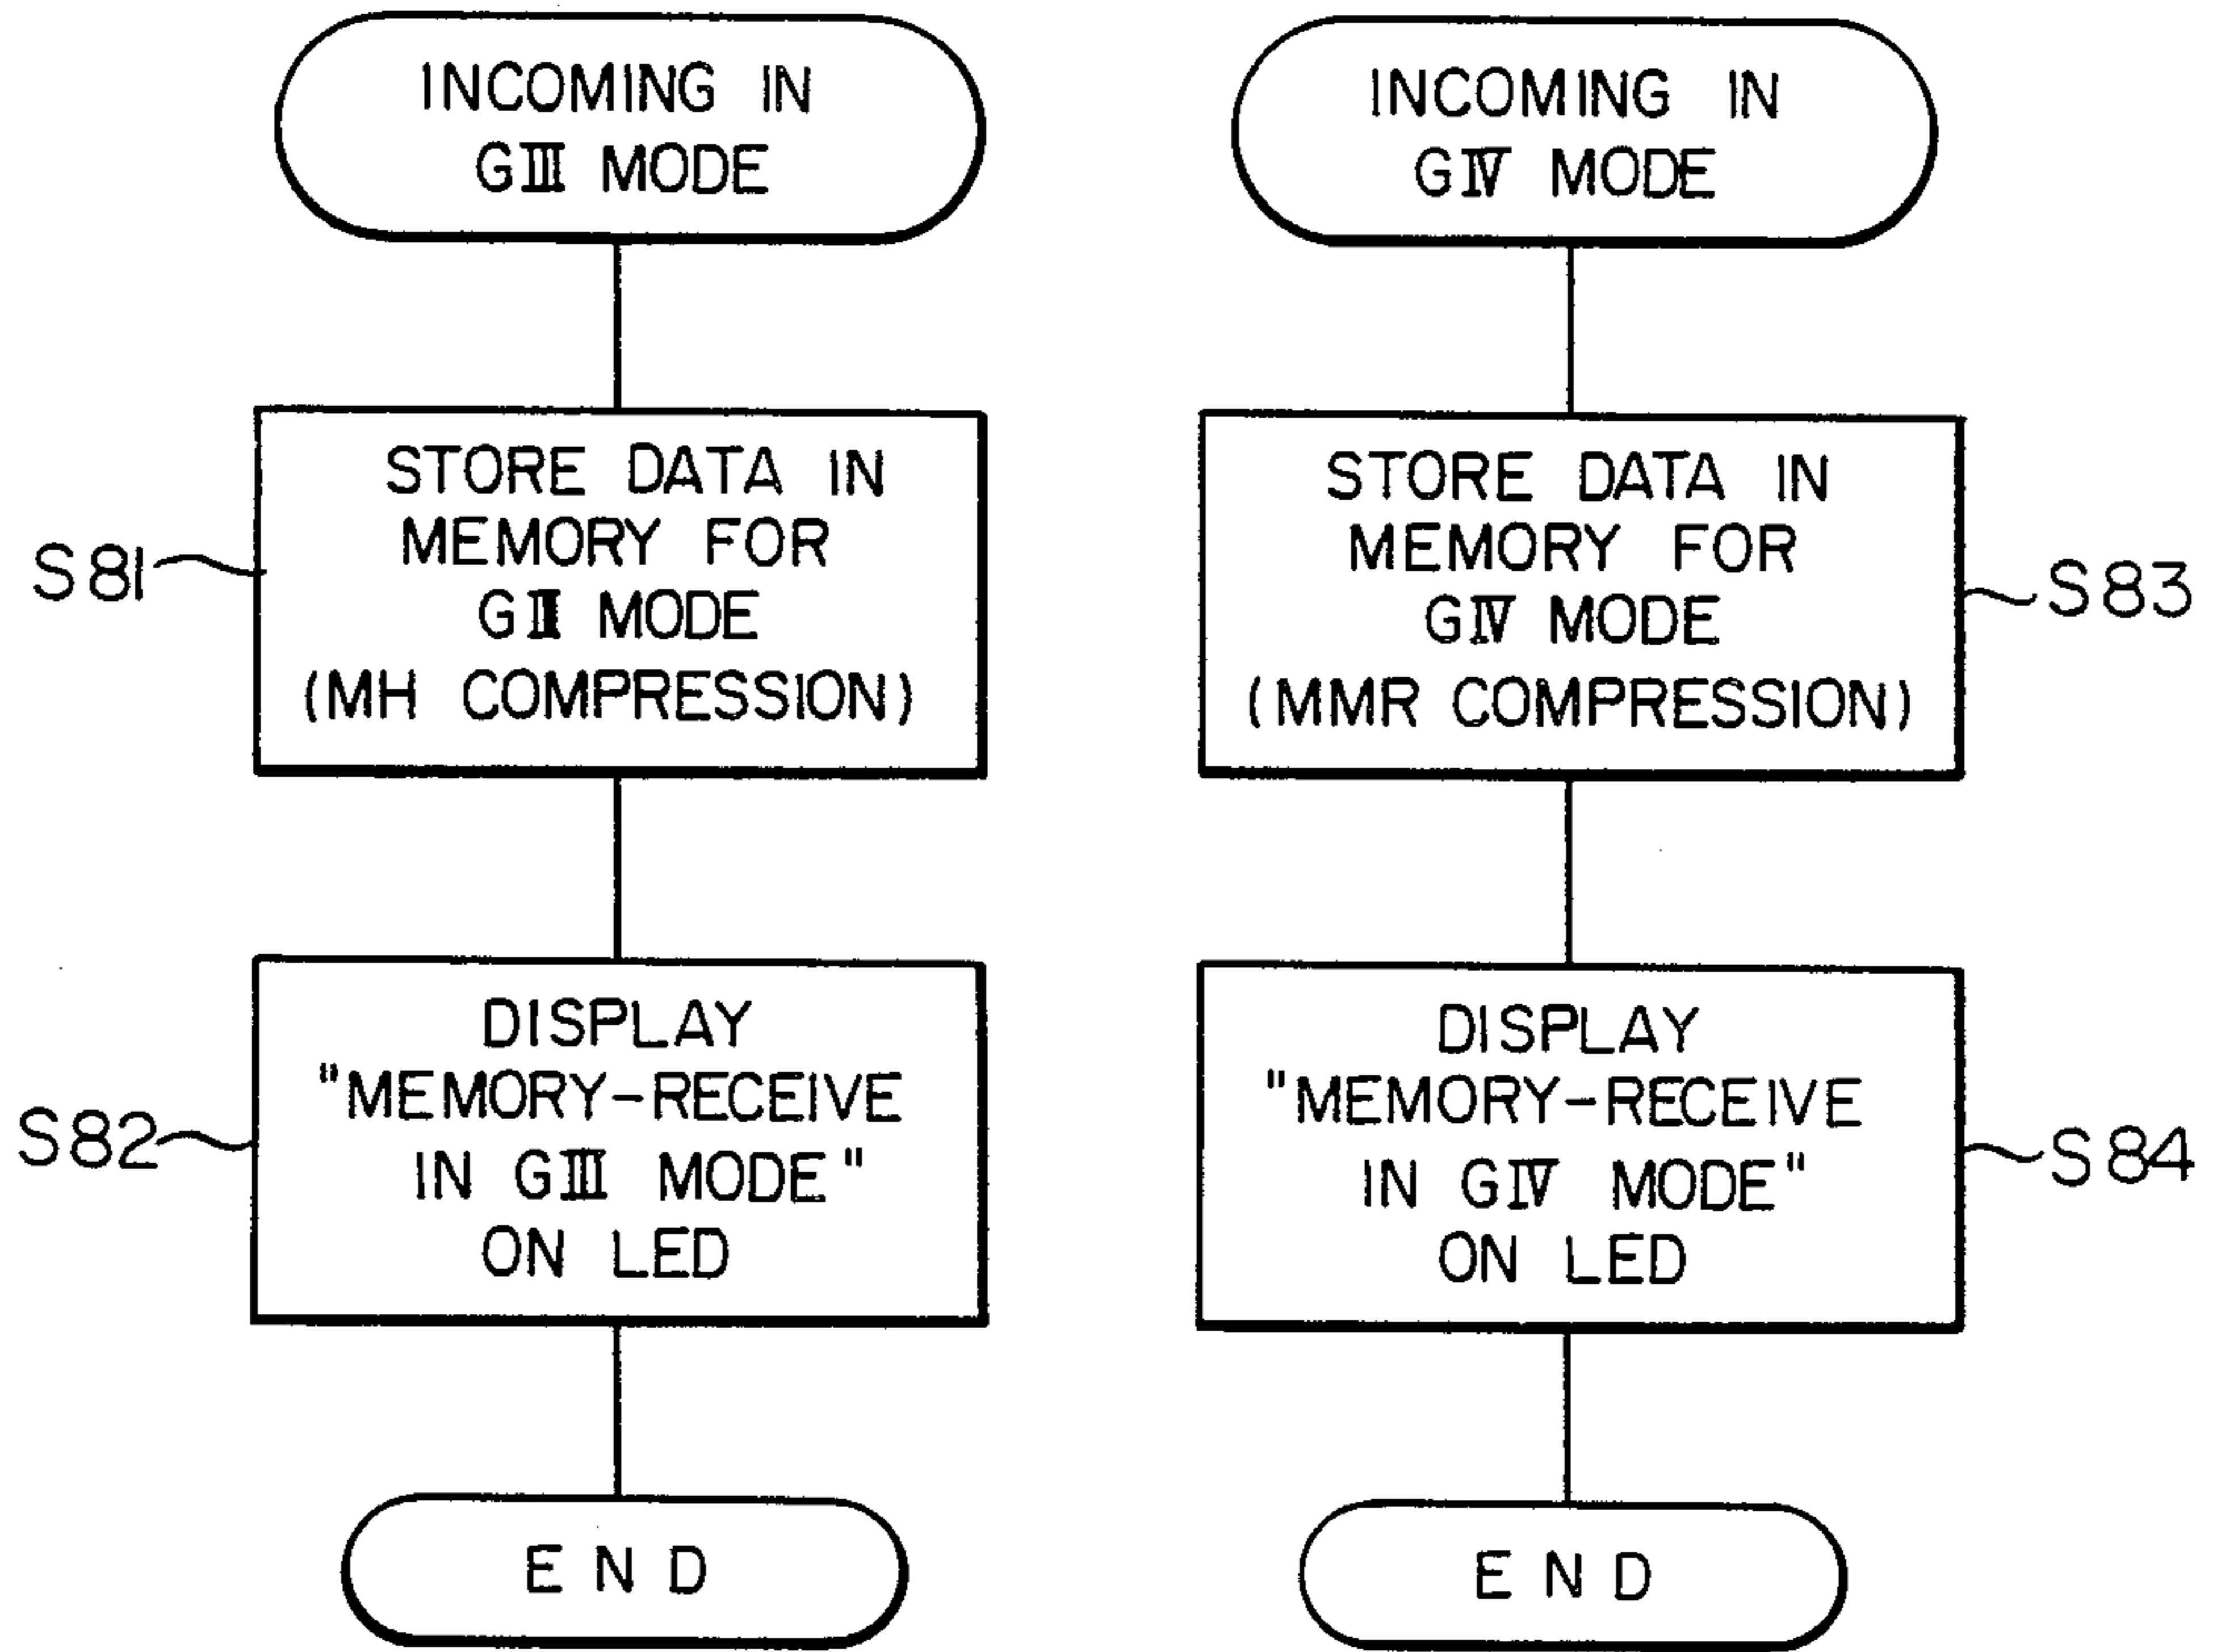 INCOMING IN
GIII MODE
STORE DATA IN
MEMORY FOR
GIII MODE
(MH COMPRESSION)
S81
DISPLAY
"MEMORY-RECEIVE
IN GIII MODE"
ON LED
S82
END
INCOMING IN
GIV MODE
STORE DATA IN
MEMORY FOR
GIV MODE
(MMR COMPRESSION)
S83
DISPLAY
"MEMORY-RECEIVE
IN GIV MODE"
ON LED
S84
END